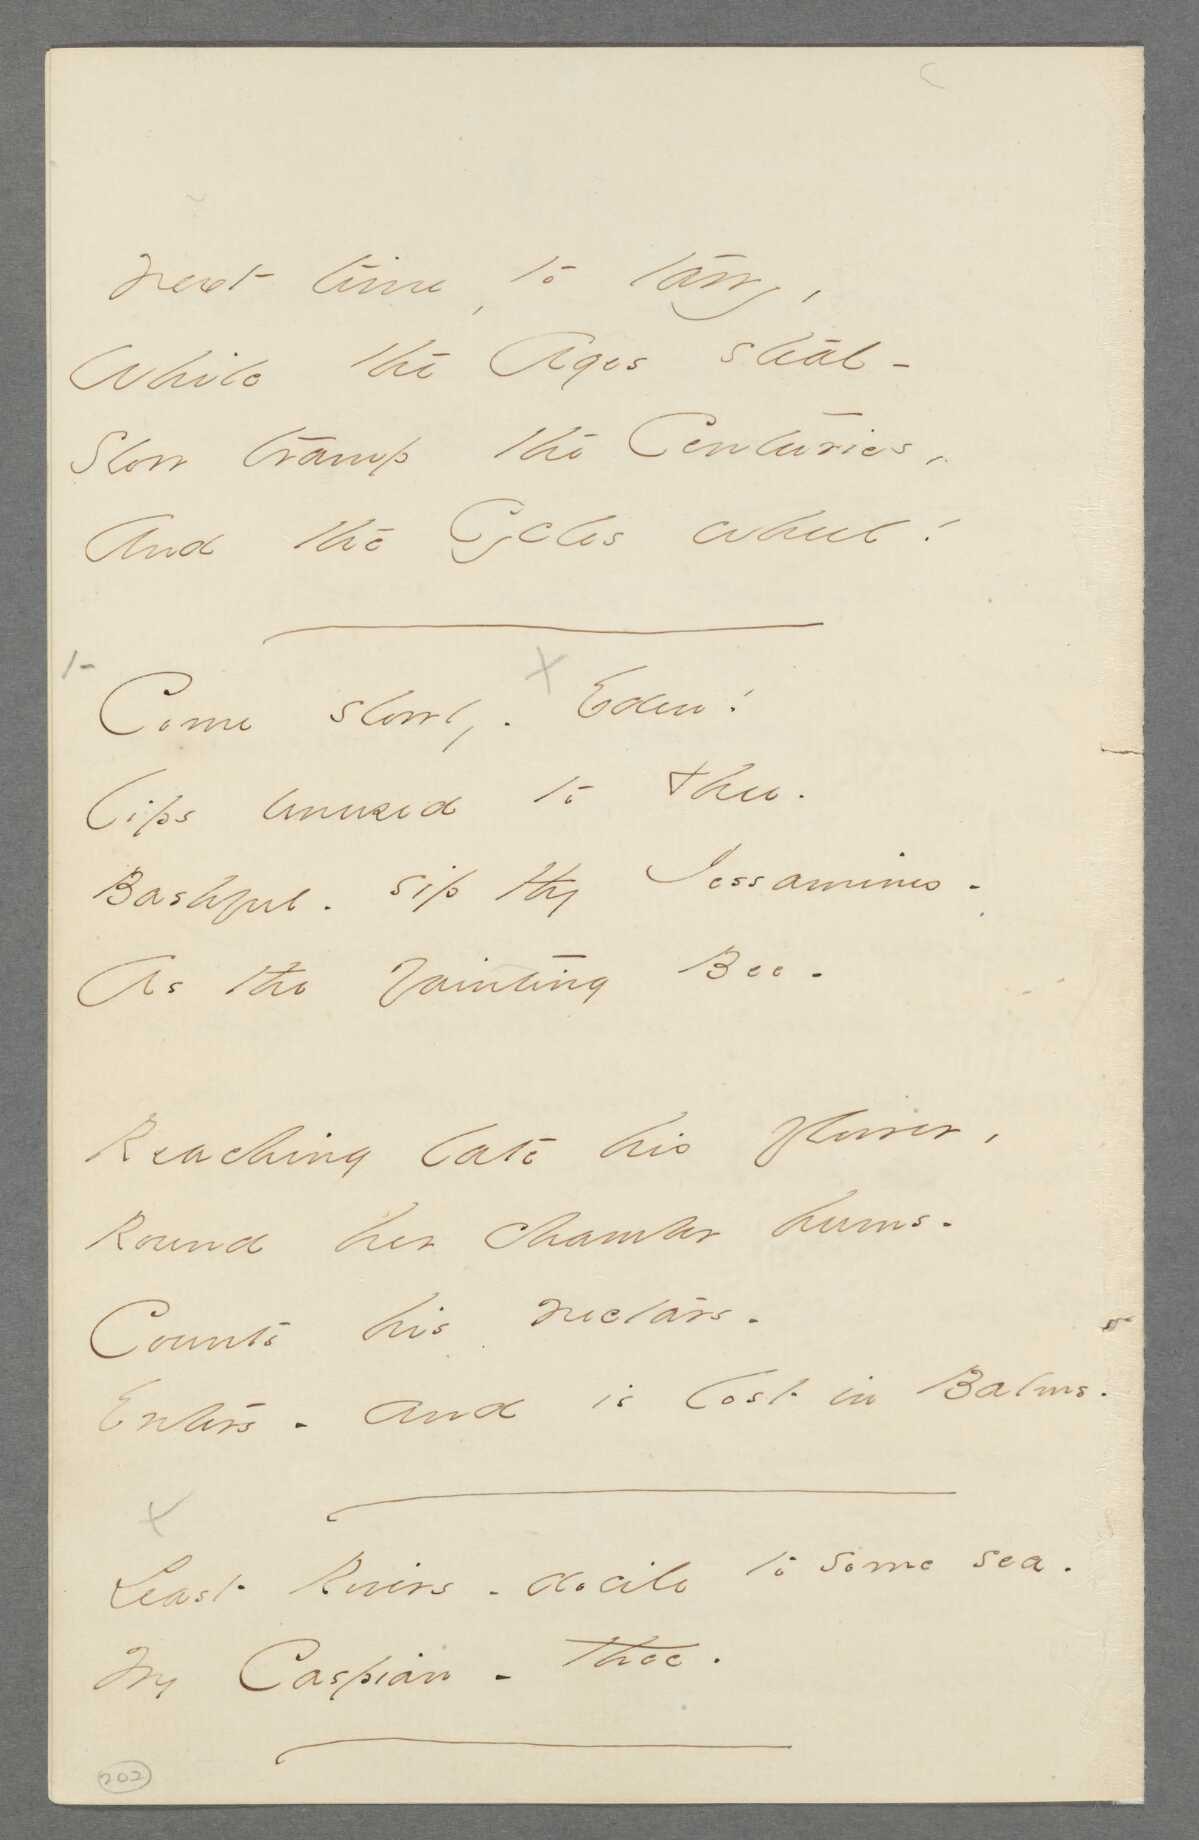 Next time, to tarry,
While the Ages steal -
Slow tramp the Centuries,
And the Cycles wheel!
1-
x
Come slowly - Eden!
Lips unused to thee -
Bashful - sip thy Jessamines -
As the fainting Bee -
Reaching late his flower,
Round her chamber hums -
Counts his nectars -
Enters - and is lost in Balms.
x
Least Rivers - docile to some sea.
My Caspian - thee.
202